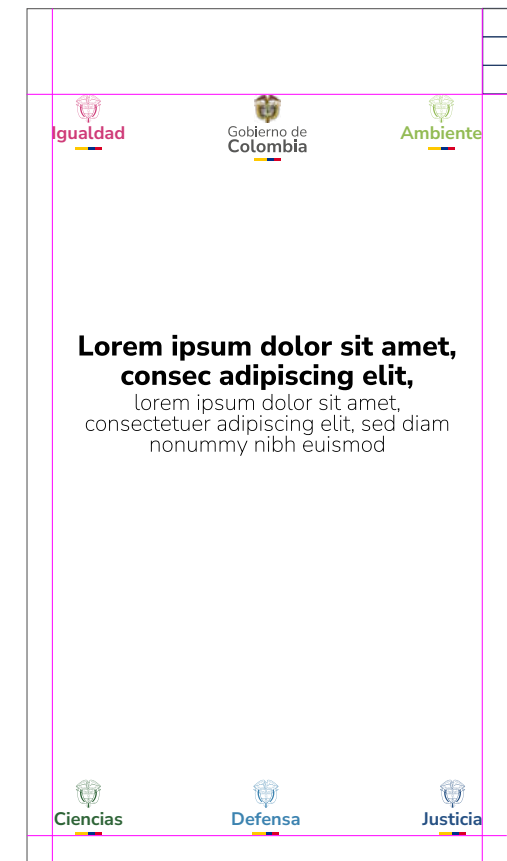 Igualdad
Gobierno de
Colombia
Ambiente
Lorem ipsum dolor sit amet,
consec adipiscing elit,
lorem ipsum dolor sit amet,
consectetuer adipiscing elit, sed diam
nonummy nibh euismod
Ciencias
Defensa
Justicia